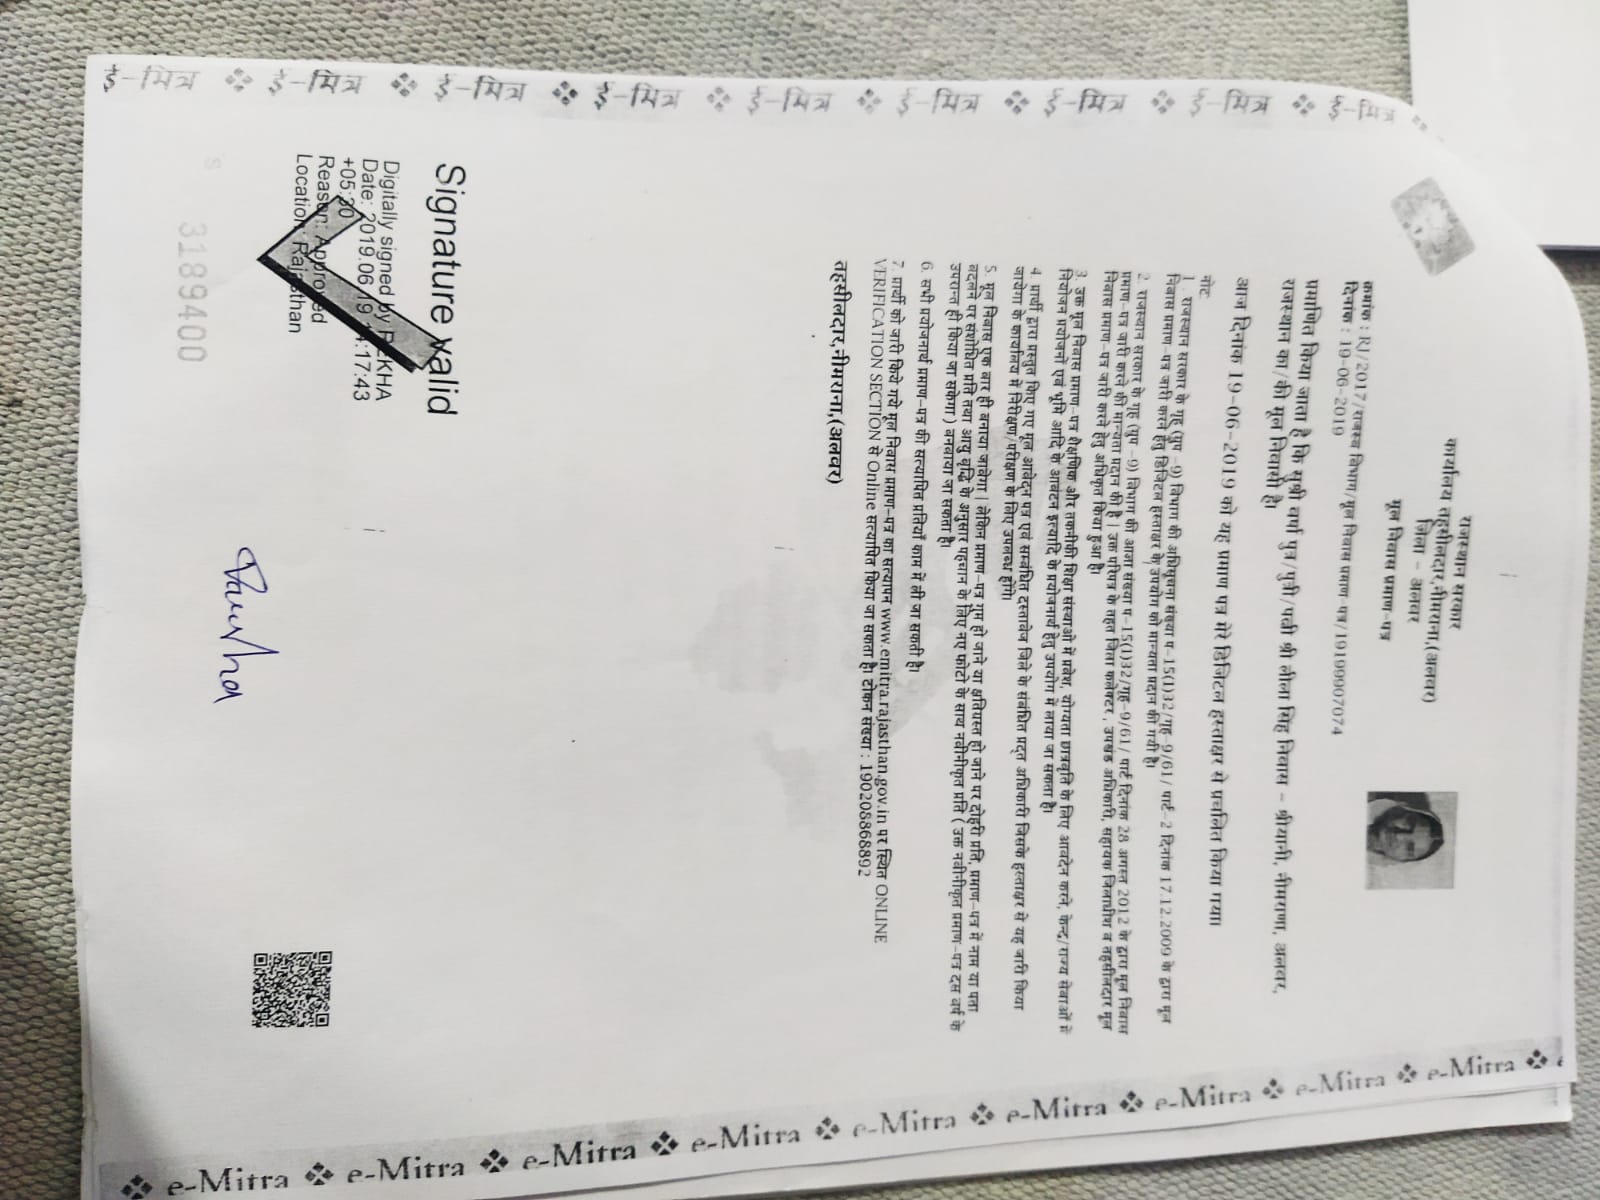 राजस्थान सरकार
कार्यालय तहसीलदार,नीमराना,(अलवर)
जिला - अलवर
मूल निवास प्रमाण-पत्र
क्रमांक : RJ/2017/राजस्व विभाग/मूल निवास प्रमाण-पत्र/19199907074
दिनांक : 19-06-2019
प्रमाणित किया जाता है कि सुश्री वर्षा पुत्र/पुत्री/पत्नी श्री लीला सिंह निवास - श्रीयानी, नीमराणा, अलवर,
राजस्थान का/की मूल निवासी है।
आज दिनांक 19-06-2019 को यह प्रमाण पत्र मेरे डिजिटल हस्ताक्षर से प्रचलित किया गया।
नोट
1. राजस्थान सरकार के गृह (ग्रुप -9) विभाग की अधिसूचना संख्या प-15(1)32/गृह-9/61/ पार्ट-2 दिनांक 17.12.2009 के द्वारा मूल
निवास प्रमाण-पत्र जारी करने हेतु डिजिटल हस्ताक्षर के उपयोग को मान्यता प्रदान की गयी है।
2. राजस्थान सरकार के गृह (ग्रुप -9) विभाग की आज्ञा संख्या प-15(1)32/गृह-9/61/ पार्ट दिनांक 28 अगस्त 2012 के द्वारा मूल निवास
प्रमाण-पत्र जारी करने की मान्यता प्रदान की है | उक्त परिपत्र के तहत जिला कलेक्टर, उपखंड अधिकारी, सहायक जिलाधीश व तहसीलदार मूल
निवास प्रमाण-पत्र जारी करने हेतु अधिकृत किया हुआ है।
3. उक्त मूल निवास प्रमाण-पत्र शैक्षणिक और तकनीकी शिक्षा संस्थाओं में प्रवेश, योग्यता छात्रवृति के लिए आवदेन करने, केन्द्र/राज्य सेवाओं में
नियोजन प्रयोजनों एवं भूमि आदि के आवंटन इत्यादि के प्रयोजनार्थ हेतु उपयोग में लाया जा सकता है।
4. प्रार्थी द्वारा प्रस्तुत किए गए मूल आवेदन पत्र एवं सम्बन्धित दस्तावेज जिले के संबंधित प्रदत्त अधिकारी जिसके हस्ताक्षर से यह जारी किया
जायेगा के कार्यालय में निरीक्षण/परीक्षण के लिए उपलब्ध होंगे।
5. मूल निवास एक बार ही बनाया जावेगा | लेकिन प्रमाण-पत्र गुम हो जाने या क्षतिग्रस्त हो जाने पर दोहरी प्रति, प्रमाण-पत्र में नाम या पता
बदलने पर संशोधित प्रति तथा आयु वृद्धि के अनुसार पहचान के लिए नए फोटो के साथ नवीनीकृत प्रति ( उक्त नवीनीकृत प्रमाण-पत्र दस वर्ष के
उपरान्त ही किया जा सकेगा ) बनवाया जा सकता है।
6. सभी प्रयोजनार्थ प्रमाण-पत्र की सत्यापित प्रतियाँ काम में ली जा सकती है।
7. प्रार्थी को जारी किये गये मूल निवास प्रमाण-पत्र का सत्यापन www.emitra.rajasthan.gov.in पर स्थित ONLINE
VERIFICATION SECTION से Online सत्यापित किया जा सकता है। टोकन संख्या : 19020886889​2
तहसीलदार,नीमराना,(अलवर)
Signature valid
Digitally signed by REKHA
Date: 2019.06.19 14:17:43
+05:30
Reason: Approved
Location: Rajasthan
S 3189400
Varsha
ई-मित्र ❖ ई-मित्र ❖ ई-मित्र ❖ ई-मित्र ❖ ई-मित्र ❖ ई-मित्र ❖ ई-मित्र ❖ ई-मित्र ❖ ई-मित्र
❖ e-Mitra ❖ e-Mitra ❖ e-Mitra ❖ e-Mitra ❖ e-Mitra ❖ e-Mitra ❖ e-Mitra ❖ e-Mitra ❖ e-Mitra ❖